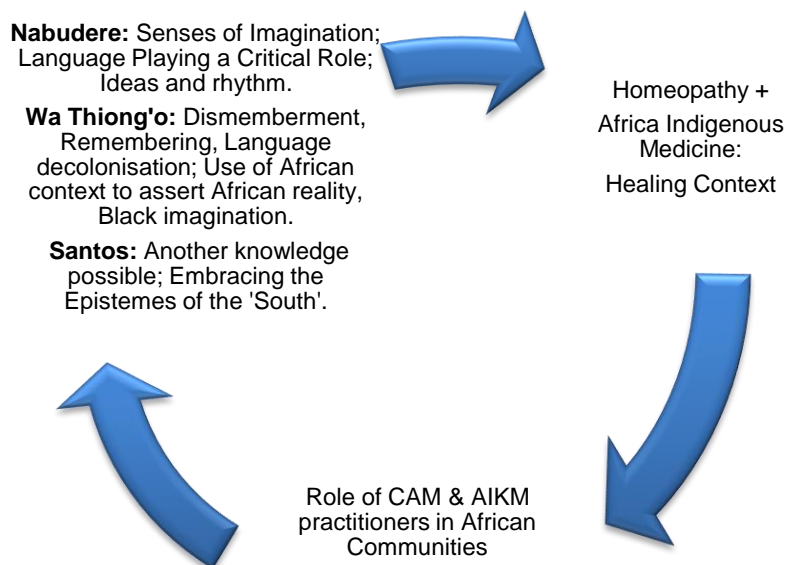 Nabudere: Senses of Imagination;
Language Playing a Critical Role;
Ideas and rhythm.
Wa Thiong'o: Dismemberment,
Remembering, Language
decolonisation; Use of African
context to assert African reality,
Black imagination.
Santos: Another knowledge
possible; Embracing the
Epistemes of the 'South'.
Homeopathy +
Africa Indigenous
Medicine:
Healing Context
Role of CAM & AIKM
practitioners in African
Communities